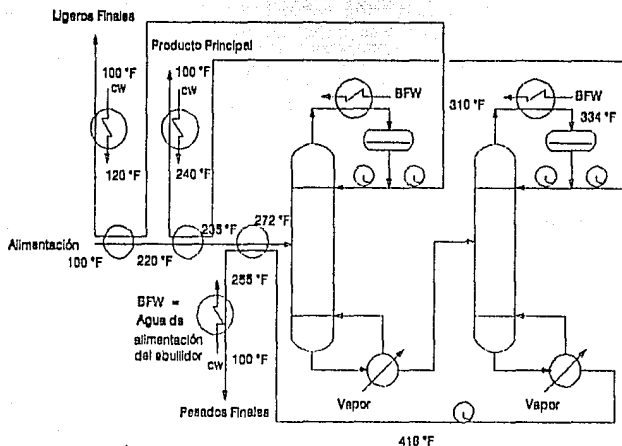 Ligeros Finales
Producto Principal
100 °F
CW
120 °F
100 °F
CW
240 °F
BFW
310 °F
BFW
334 °F
Alimentación
100 °F
220 °F
235 °F
272 °F
255 °F
BFW =
Agua de
alimentación
del ebullidor
CW
100 °F
Pesados Finales
Vapor
Vapor
416 °F